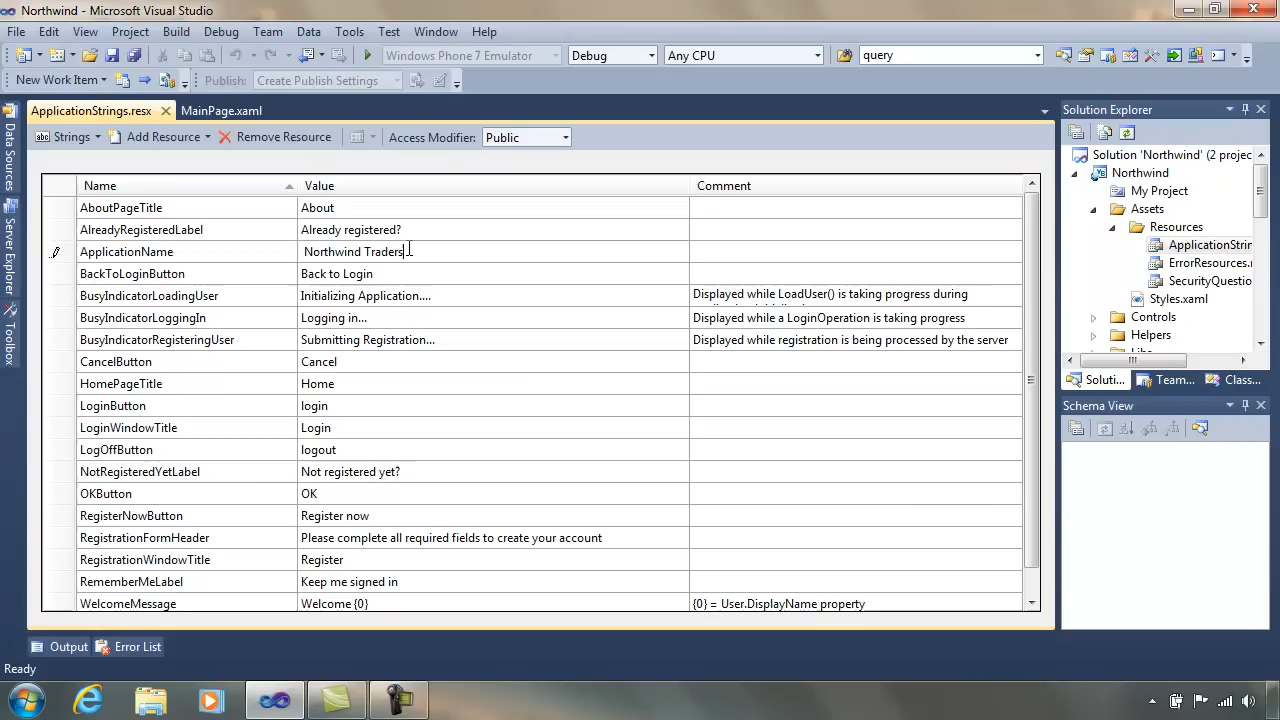 Northwind - Microsoft Visual Studio
File Edit View Project Build Debug Team Data Tools Test Window Help
Windows Phone 7 Emulator Debug Any CPU query
New Work Item Publish: Create Publish Settings
ApplicationStrings.resx MainPage.xaml
Strings Add Resource Remove Resource Access Modifier: Public
Name Value Comment
AboutPageTitle About
AlreadyRegisteredLabel Already registered?
ApplicationName Northwind Traders
BackToLoginButton Back to Login
BusyIndicatorLoadingUser Initializing Application.... Displayed while LoadUser() is taking progress during
BusyIndicatorLoggingIn Logging in... Displayed while a LoginOperation is taking progress
BusyIndicatorRegisteringUser Submitting Registration... Displayed while registration is being processed by the server
CancelButton Cancel
HomePageTitle Home
LoginButton login
LoginWindowTitle Login
LogOffButton logout
NotRegisteredYetLabel Not registered yet?
OKButton OK
RegisterNowButton Register now
RegistrationFormHeader Please complete all required fields to create your account
RegistrationWindowTitle Register
RememberMeLabel Keep me signed in
WelcomeMessage Welcome {0} {0} = User.DisplayName property
Data Sources
Server Explorer
Toolbox
Solution Explorer
Solution 'Northwind' (2 projec
Northwind
My Project
Assets
Resources
ApplicationStrin
ErrorResources.r
SecurityQuestio
Styles.xaml
Controls
Helpers
Soluti... Team... Class...
Schema View
Output Error List
Ready